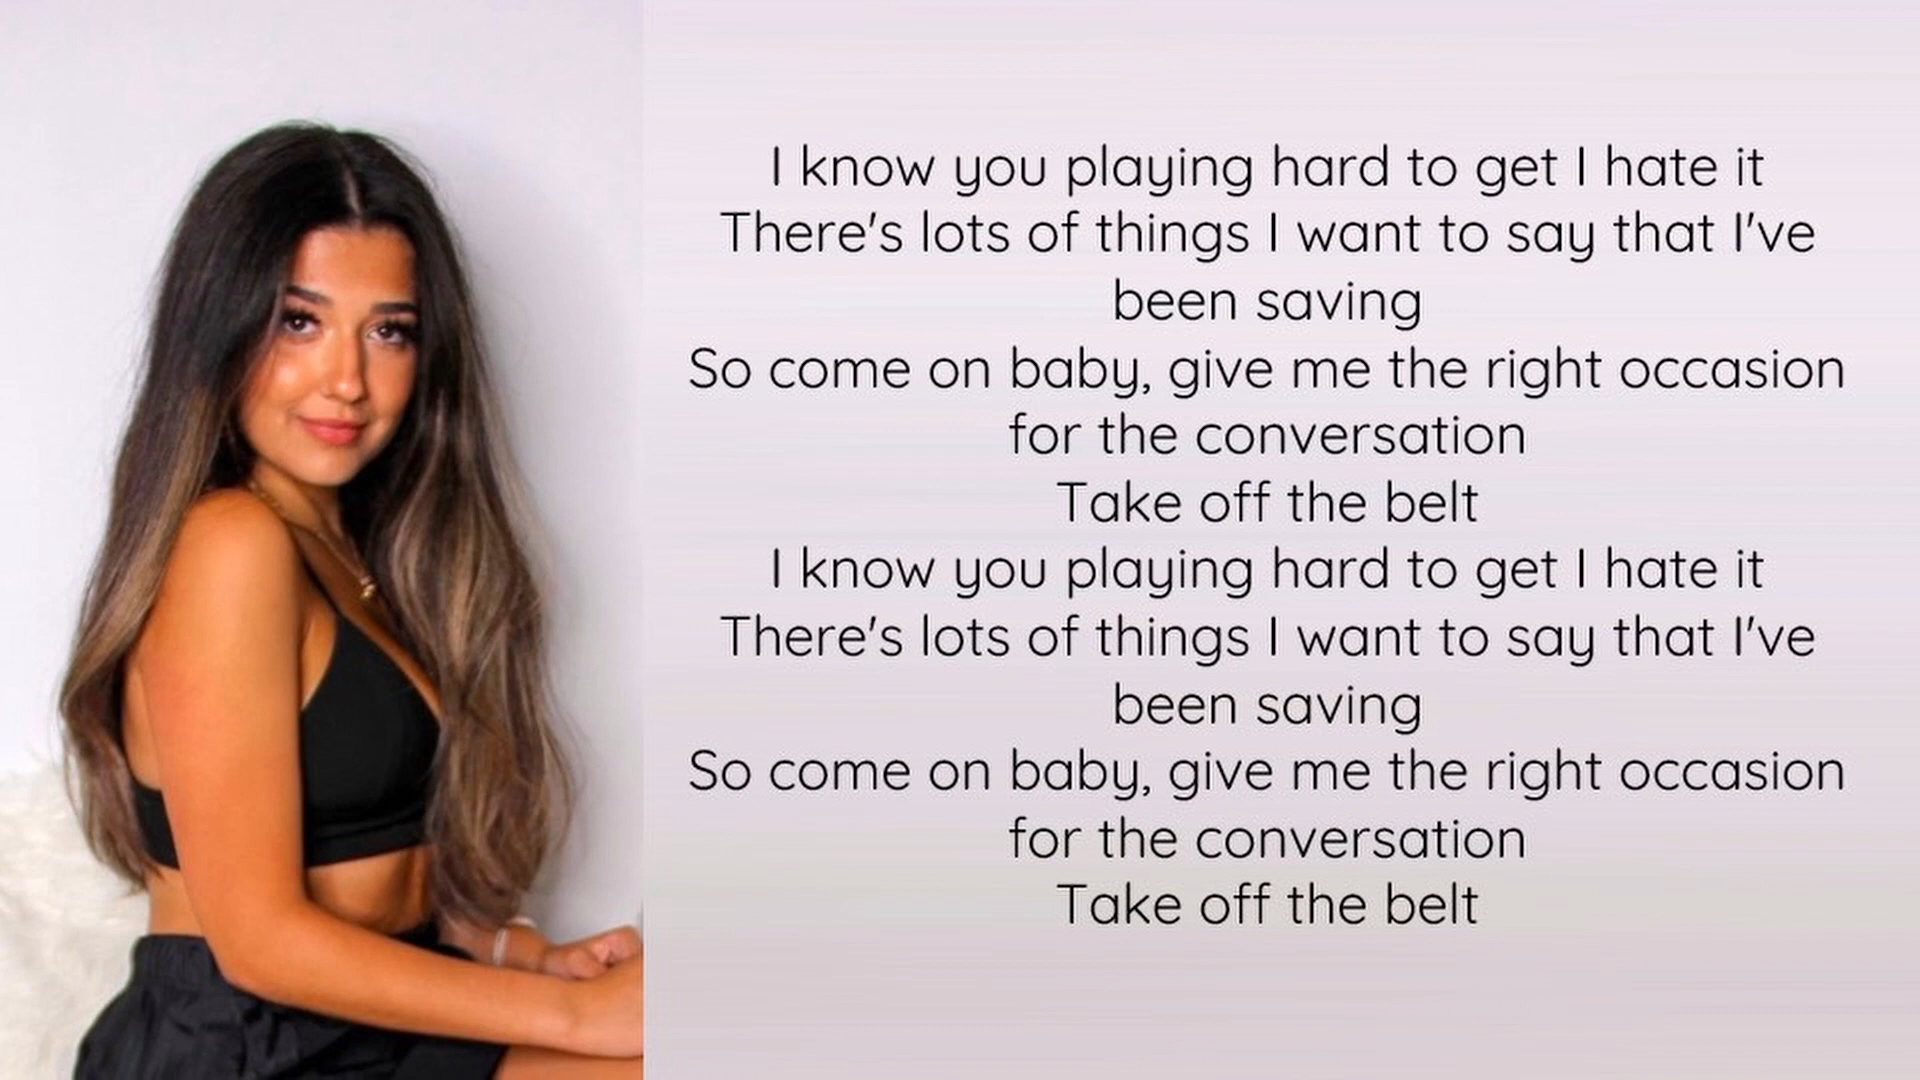 I know you playing hard to get I hate it
There's lots of things I want to say that I've
been saving
So come on baby, give me the right occasion
for the conversation
Take off the belt
I know you playing hard to get I hate it
There's lots of things I want to say that I've
been saving
So come on baby, give me the right occasion
for the conversation
Take off the belt